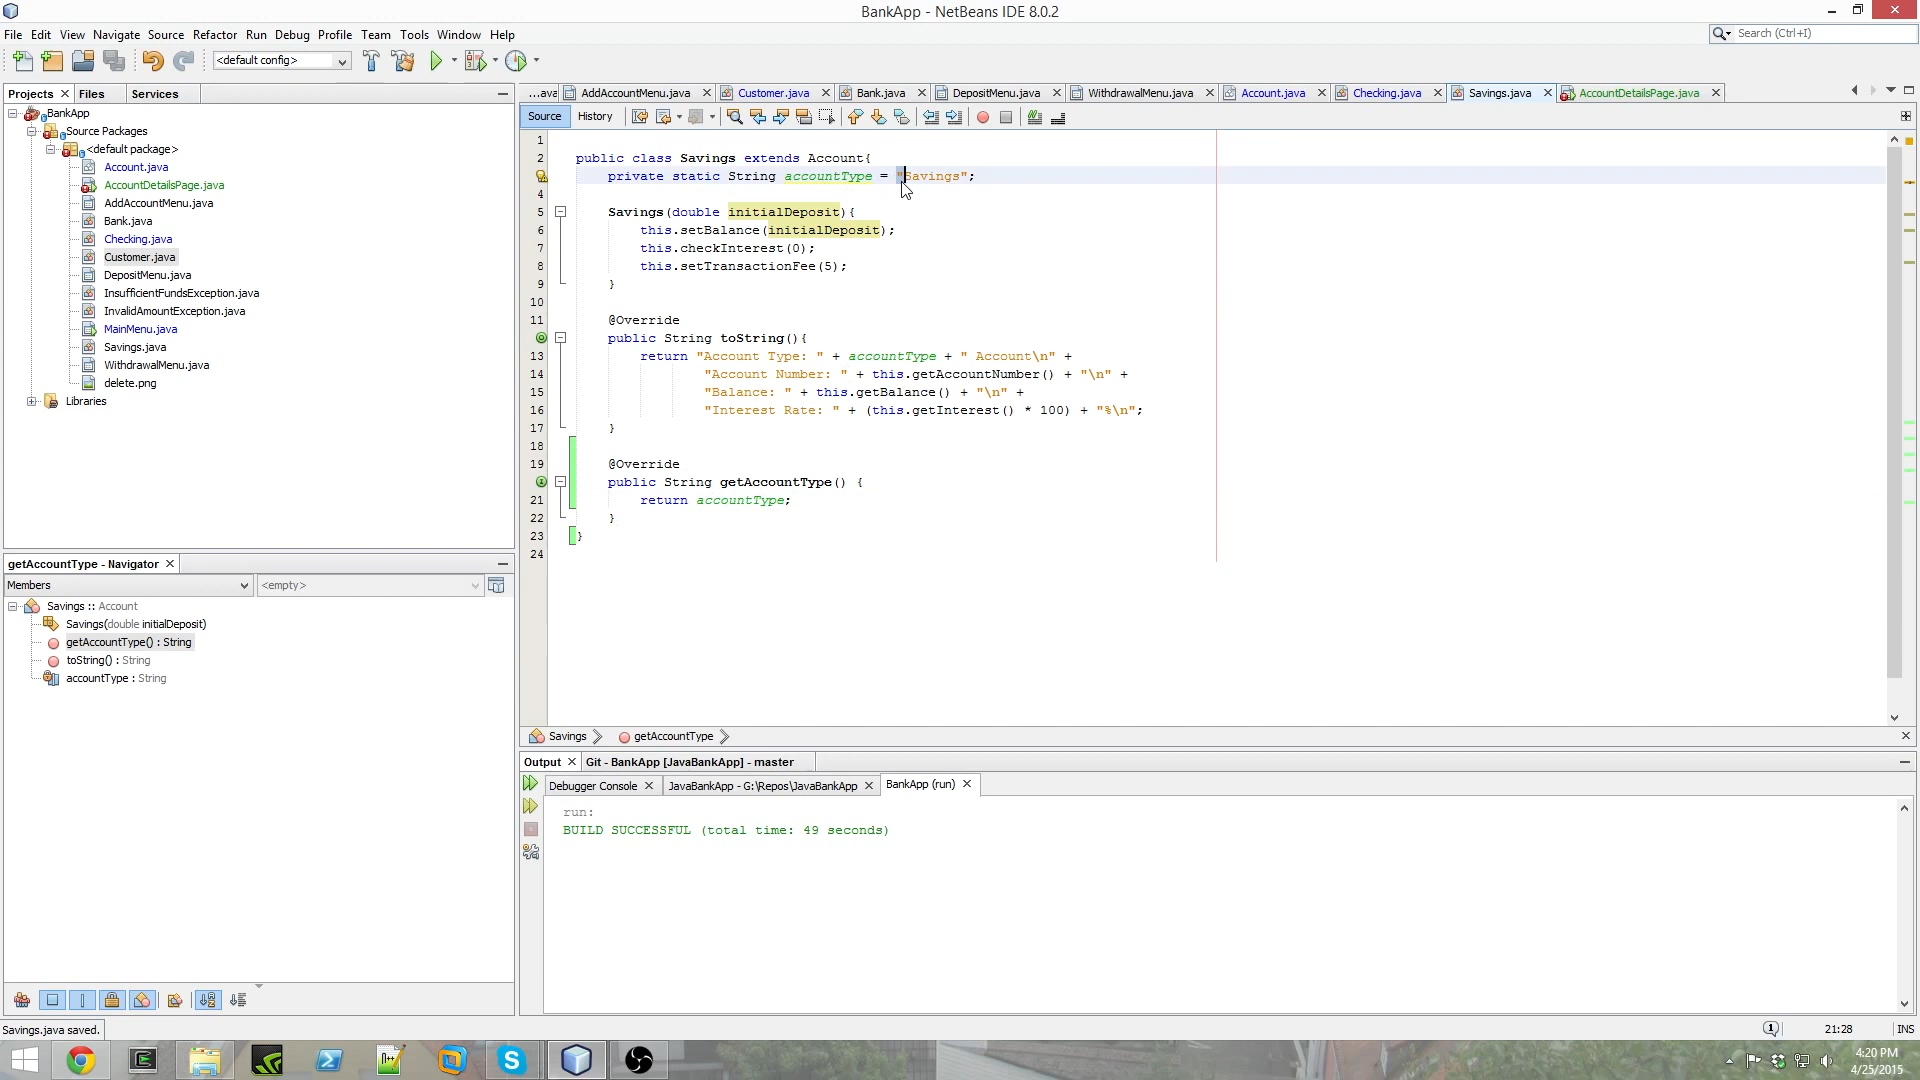 BankApp - NetBeans IDE 8.0.2
File Edit View Navigate Source Refactor Run Debug Profile Team Tools Window Help
Search (Ctrl+I)
<default config>
Projects Files Services
BankApp
Source Packages
<default package>
Account.java
AccountDetailsPage.java
AddAccountMenu.java
Bank.java
Checking.java
Customer.java
DepositMenu.java
InsufficientFundsException.java
InvalidAmountException.java
MainMenu.java
Savings.java
WithdrawalMenu.java
delete.png
Libraries
getAccountType - Navigator
Members <empty>
Savings :: Account
Savings(double initialDeposit)
getAccountType() : String
toString() : String
accountType : String
...ava AddAccountMenu.java Customer.java Bank.java DepositMenu.java WithdrawalMenu.java Account.java Checking.java Savings.java AccountDetailsPage.java
Source History
1
2 public class Savings extends Account{
private static String accountType = "Savings";
4
5 Savings(double initialDeposit){
6 this.setBalance(initialDeposit);
7 this.checkInterest(0);
8 this.setTransactionFee(5);
9 }
10
11 @Override
public String toString(){
13 return "Account Type: " + accountType + " Account\n" +
14 "Account Number: " + this.getAccountNumber() + "\n" +
15 "Balance: " + this.getBalance() + "\n" +
16 "Interest Rate: " + (this.getInterest() * 100) + "%\n";
17 }
18
19 @Override
public String getAccountType() {
21 return accountType;
22 }
23 }
24
Savings getAccountType
Output Git - BankApp [JavaBankApp] - master
Debugger Console JavaBankApp - G:\Repos\JavaBankApp BankApp (run)
run:
BUILD SUCCESSFUL (total time: 49 seconds)
Savings.java saved.
1 21:28 INS
4:20 PM
4/25/2015